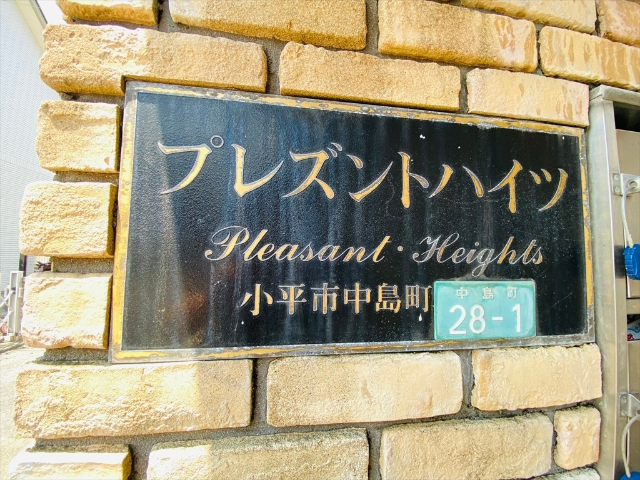 プレズントハイツ
Pleasant・Heights
小平市中島町
中島町
28-1